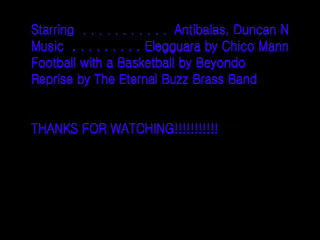 Starring . . . . . . . . . . . Antibalas, Duncan N
Music . . . . . . . . . Elegguara by Chico Mann
Football with a Basketball by Beyondo
Reprise by The Eternal Buzz Brass Band
THANKS FOR WATCHING!!!!!!!!!!!